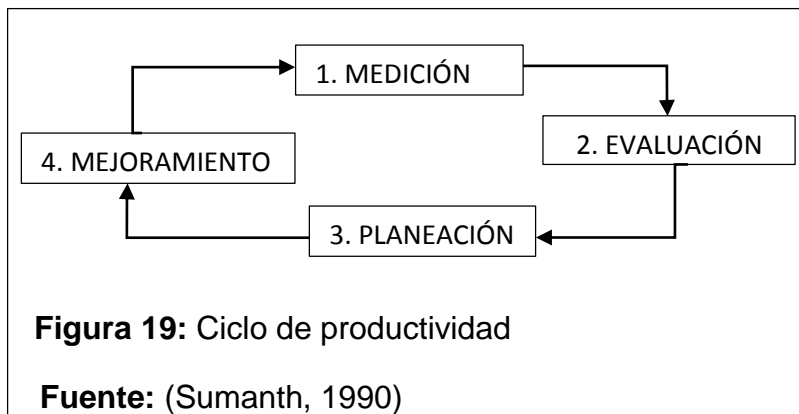 1. MEDICIÓN
2. EVALUACIÓN
4. MEJORAMIENTO
3. PLANEACIÓN
Figura 19: Ciclo de productividad
Fuente: (Sumanth, 1990)